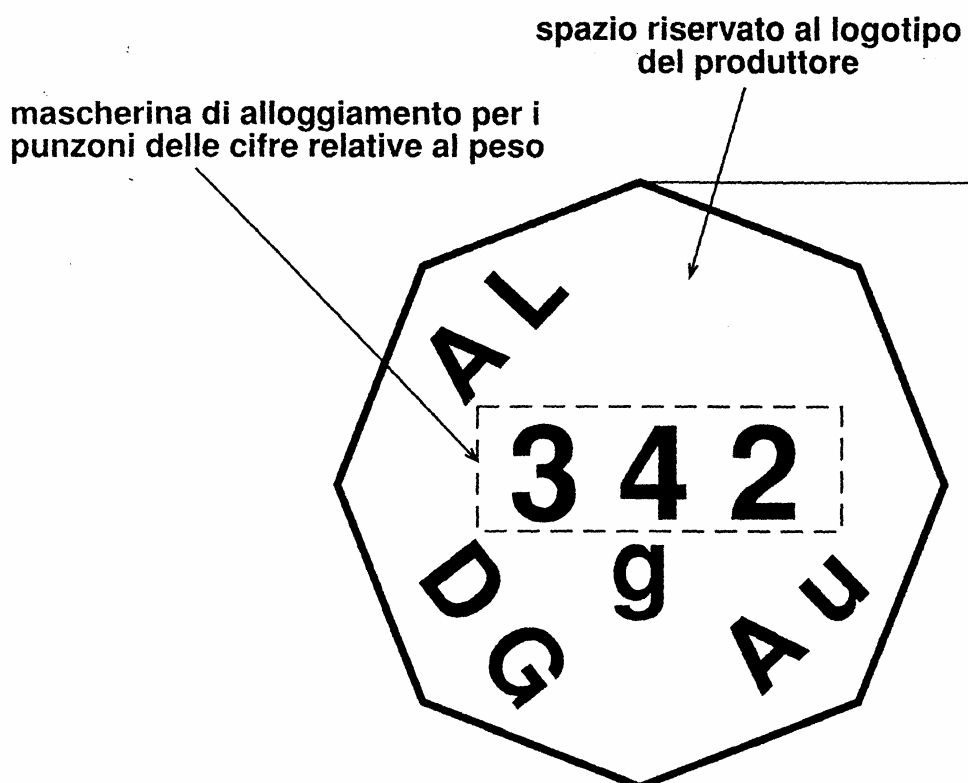 spazio riservato al logotipo
del produttore
mascherina di alloggiamento per i
punzoni delle cifre relative al peso
AL
342
g
DG
Au